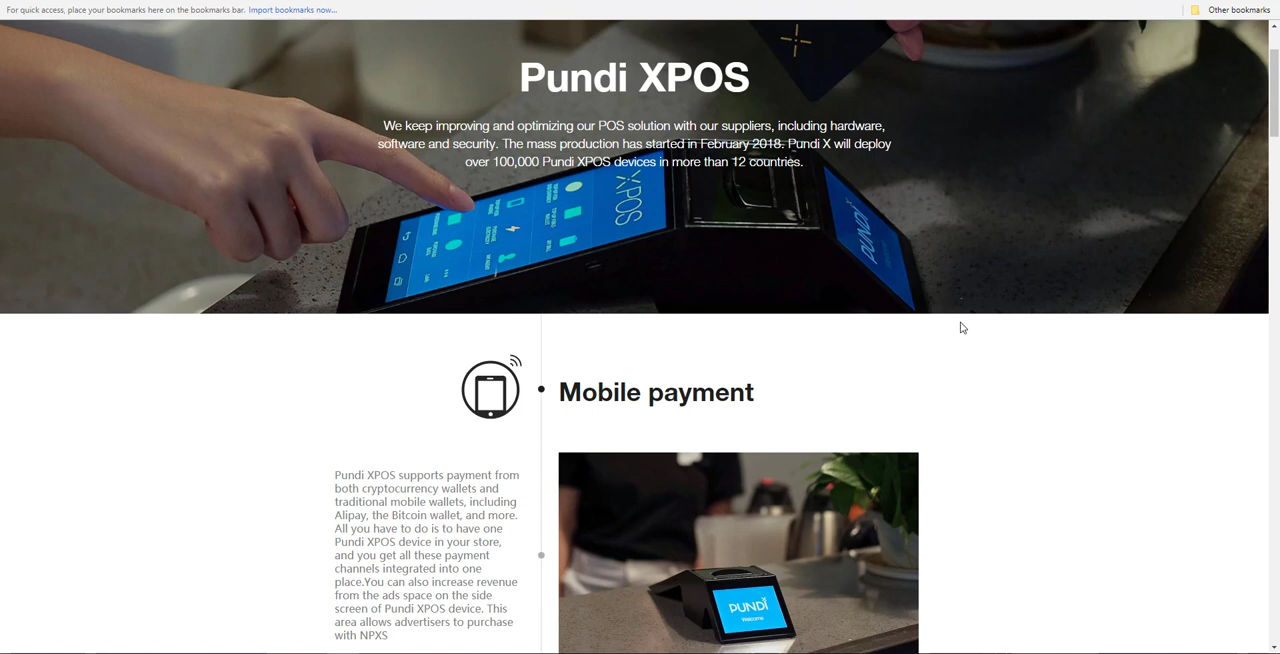 For quick access, place your bookmarks here on the bookmarks bar. Import bookmarks now...
Other bookmarks
Pundi XPOS
We keep improving and optimizing our POS solution with our suppliers, including hardware,
software and security. The mass production has started in February 2018. Pundi X will deploy
over 100,000 Pundi XPOS devices in more than 12 countries.
XPOS
PUNDI
Mobile payment
Pundi XPOS supports payment from
both cryptocurrency wallets and
traditional mobile wallets, including
Alipay, the Bitcoin wallet, and more.
All you have to do is to have one
Pundi XPOS device in your store,
and you get all these payment
channels integrated into one
place.You can also increase revenue
from the ads space on the side
screen of Pundi XPOS device. This
area allows advertisers to purchase
with NPXS
PUNDI
Welcome